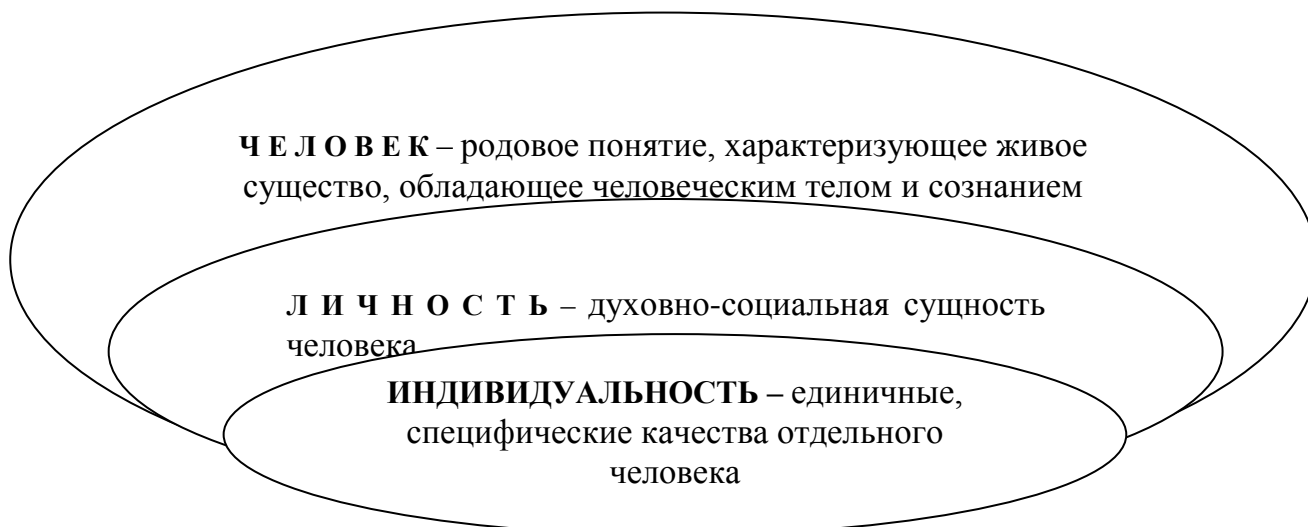 Ч Е Л О В Е К – родовое понятие, характеризующее живое
существо, обладающее человеческим телом и сознанием
Л И Ч Н О С Т Ь – духовно-социальная сущность
человека
ИНДИВИДУАЛЬНОСТЬ – единичные,
специфические качества отдельного
человека